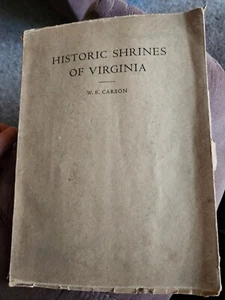 HISTORIC SHRINES
OF VIRGINIA
W. E. CARSON